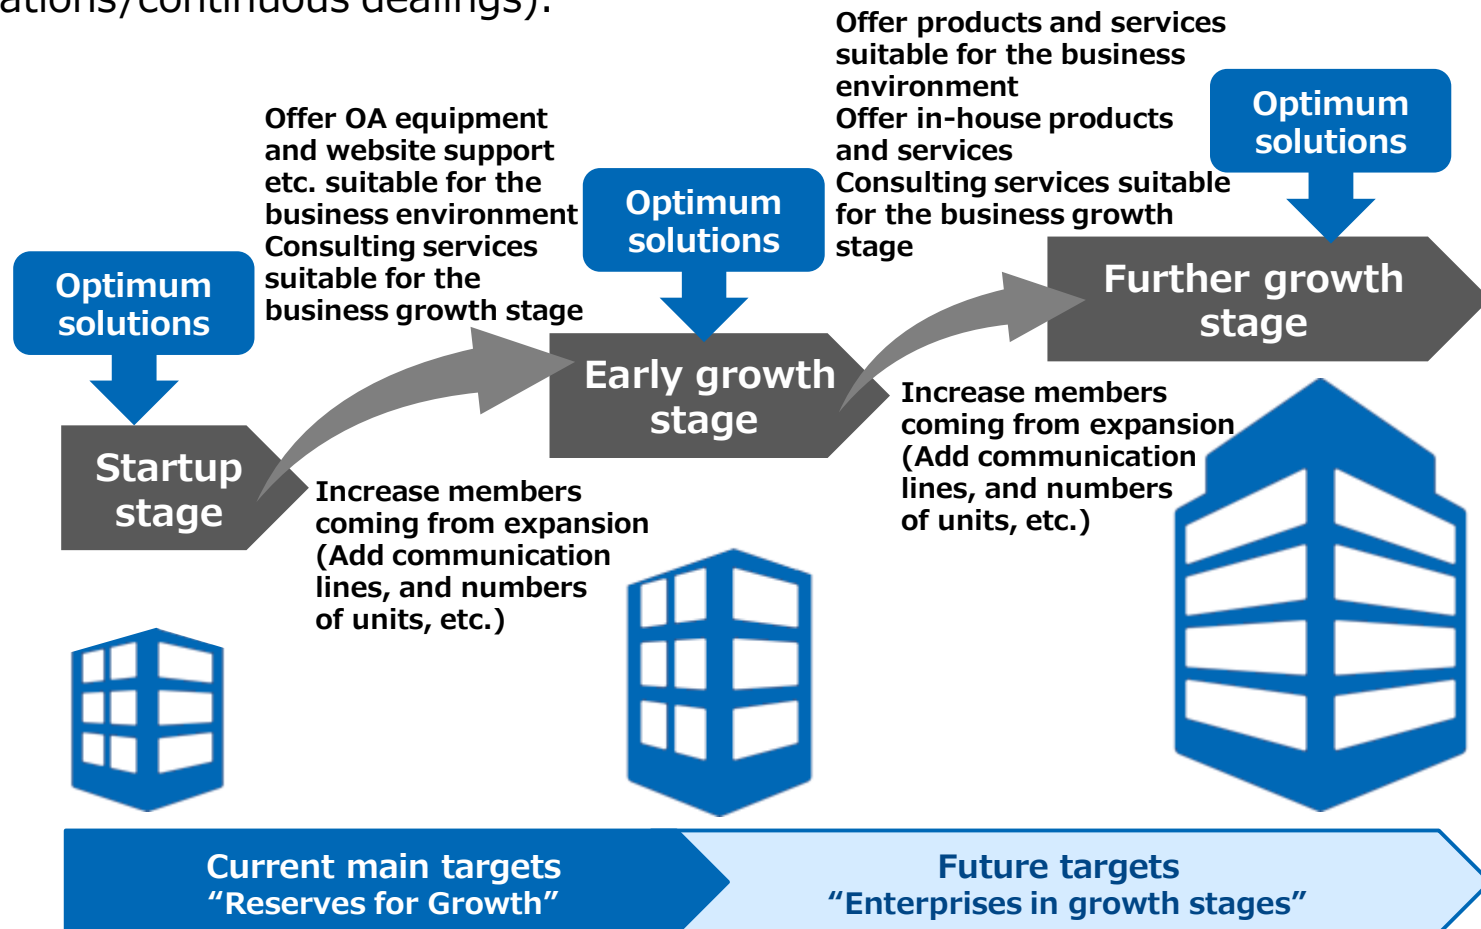 ations/continuous dealings).
Offer products and services
suitable for the business
environment
Offer in-house products
and services
Consulting services suitable
for the business growth
stage
Optimum
solutions
Offer OA equipment
and website support
etc. suitable for the
business environment
Consulting services
suitable for the
business growth stage
Optimum
solutions
Optimum
solutions
Further growth
stage
Early growth
stage
Startup
stage
Increase members
coming from expansion
(Add communication
lines, and numbers
of units, etc.)
Increase members
coming from expansion
(Add communication
lines, and numbers
of units, etc.)
Current main targets
“Reserves for Growth”
Future targets
“Enterprises in growth stages”